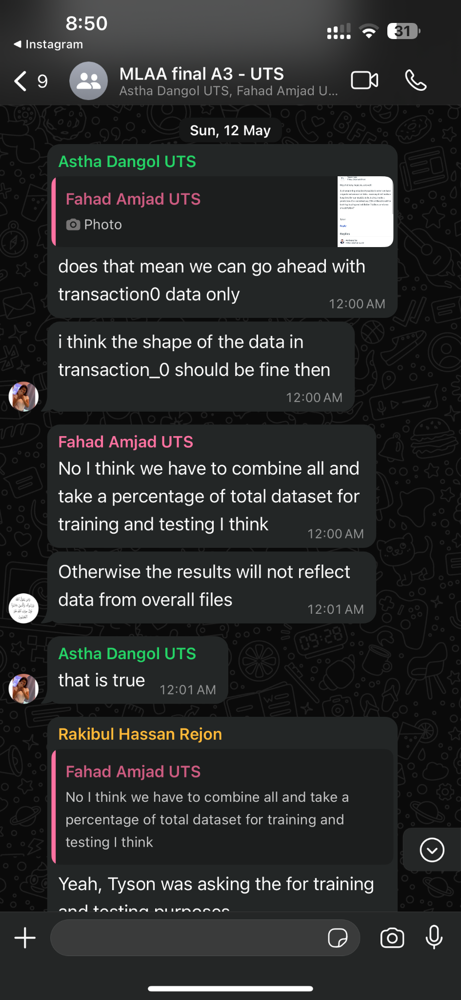 8:50
31
◀ Instagram
9
MLAA final A3 - UTS
Astha Dangol UTS, Fahad Amjad U...
Sun, 12 May
Astha Dangol UTS
Fahad Amjad UTS
Photo
Replies
does that mean we can go ahead with
transaction0 data only
12:00 AM
i think the shape of the data in
transaction_0 should be fine then
12:00 AM
Fahad Amjad UTS
No I think we have to combine all and
take a percentage of total dataset for
training and testing I think
12:00 AM
Otherwise the results will not reflect
data from overall files
12:01 AM
Astha Dangol UTS
that is true
12:01 AM
Rakibul Hassan Rejon
Fahad Amjad UTS
No I think we have to combine all and take a
percentage of total dataset for training and
testing I think
Yeah, Tyson was asking the for training
and testing purposes